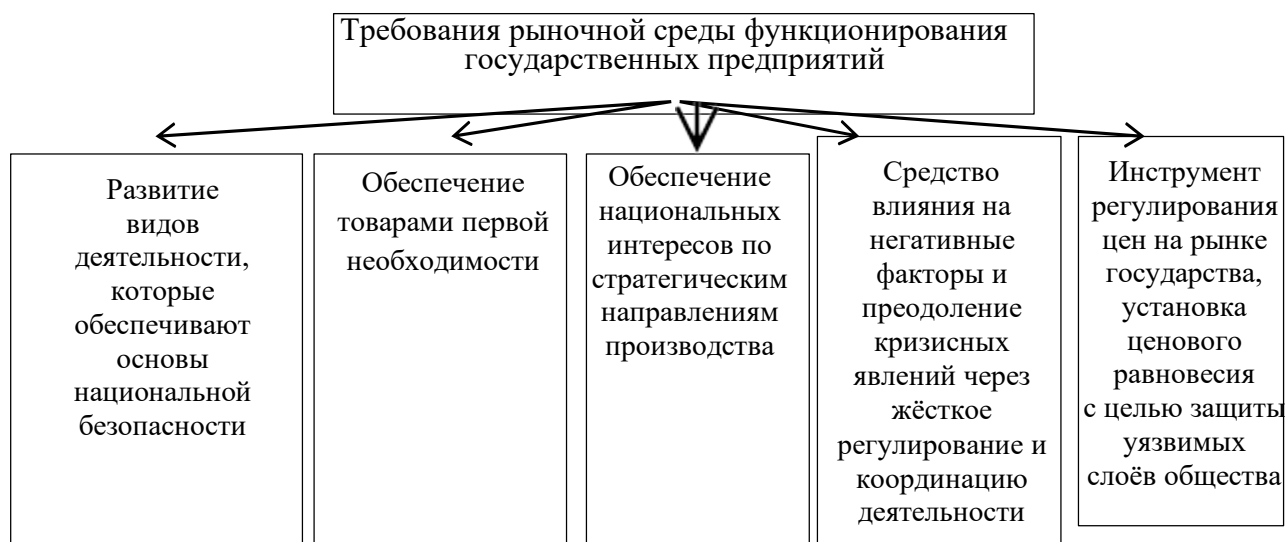 Требования рыночной среды функционирования
государственных предприятий
Развитие
видов
деятельности,
которые
обеспечивают
основы
национальной
безопасности
Обеспечение
товарами первой
необходимости
Обеспечение
национальных
интересов по
стратегическим
направлениям
производства
Средство
влияния на
негативные
факторы и
преодоление
кризисных
явлений через
жёсткое
регулирование и
координацию
деятельности
Инструмент
регулирования
цен на рынке
государства,
установка
ценового
равновесия
с целью защиты
уязвимых
слоёв общества